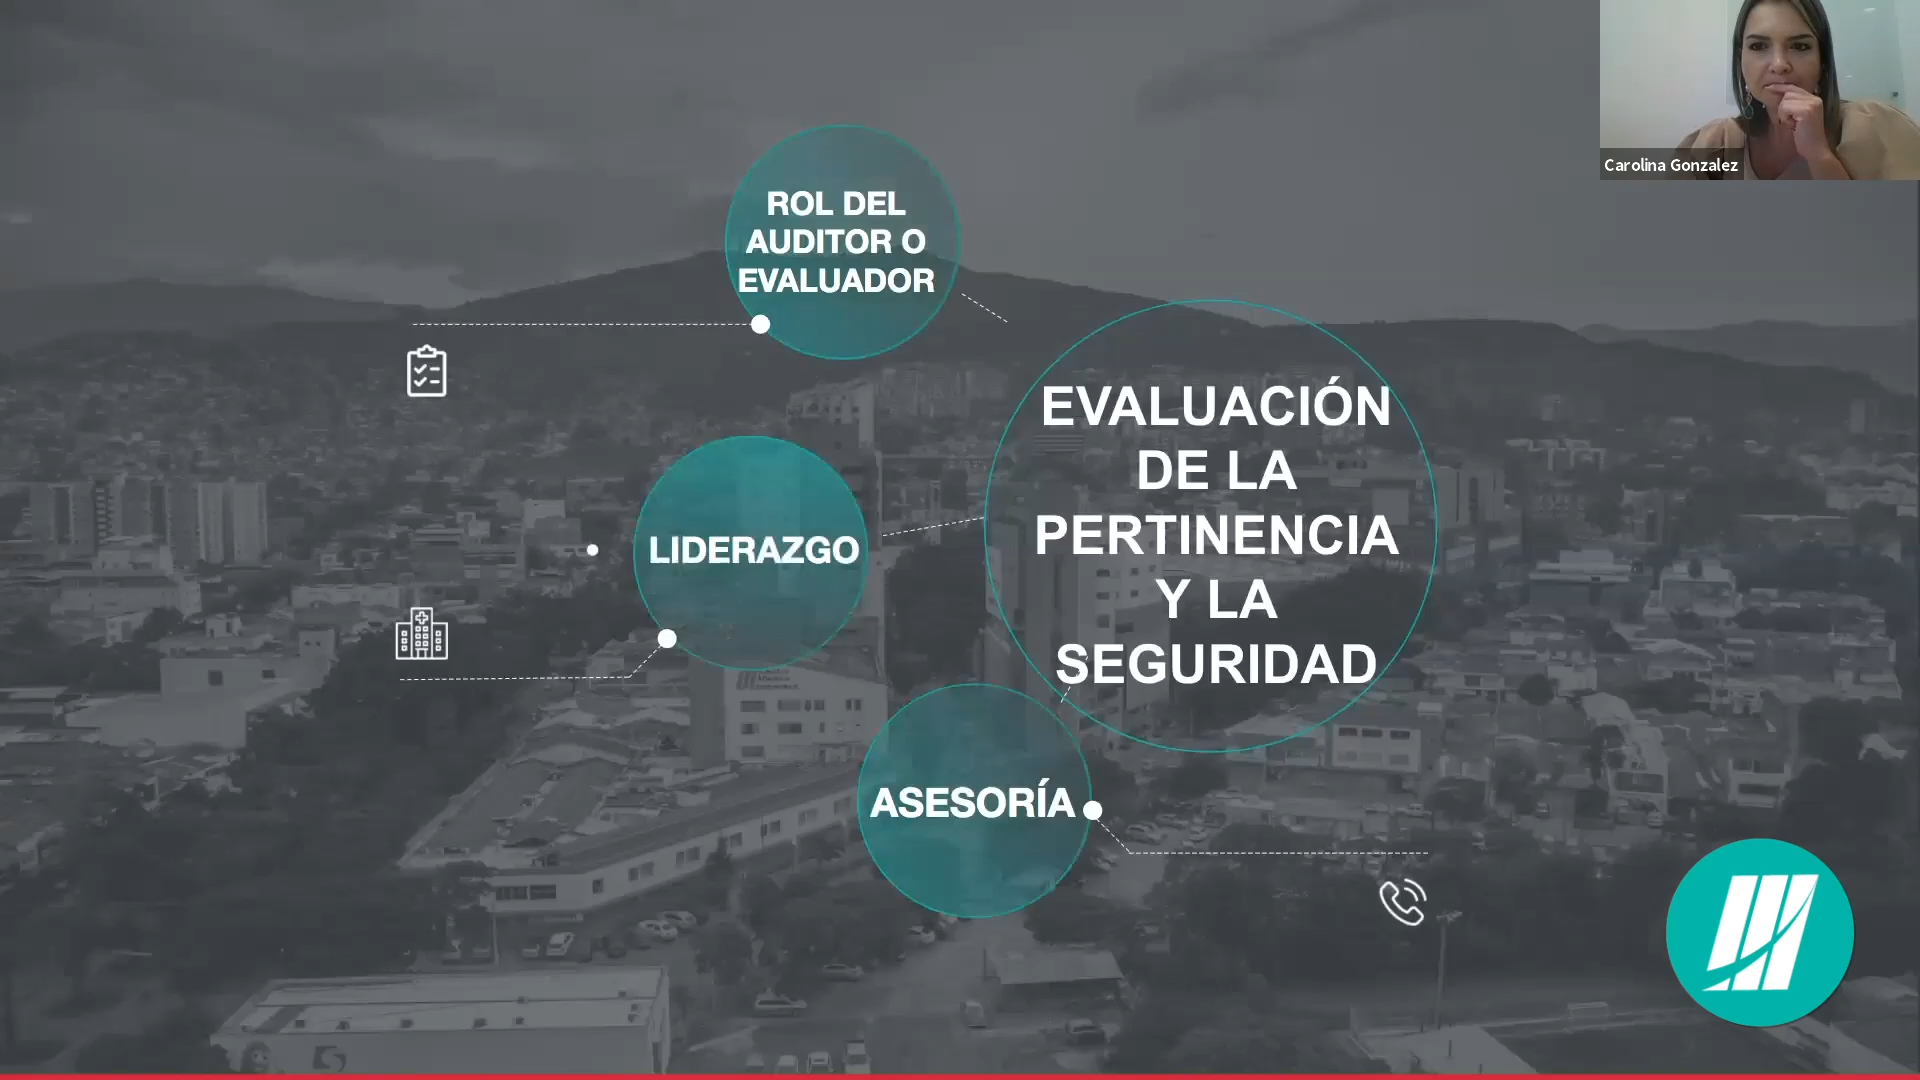 Carolina Gonzalez
ROL DEL
AUDITOR O
EVALUADOR
EVALUACIÓN
DE LA
PERTINENCIA
Y LA
SEGURIDAD
LIDERAZGO
ASESORÍA